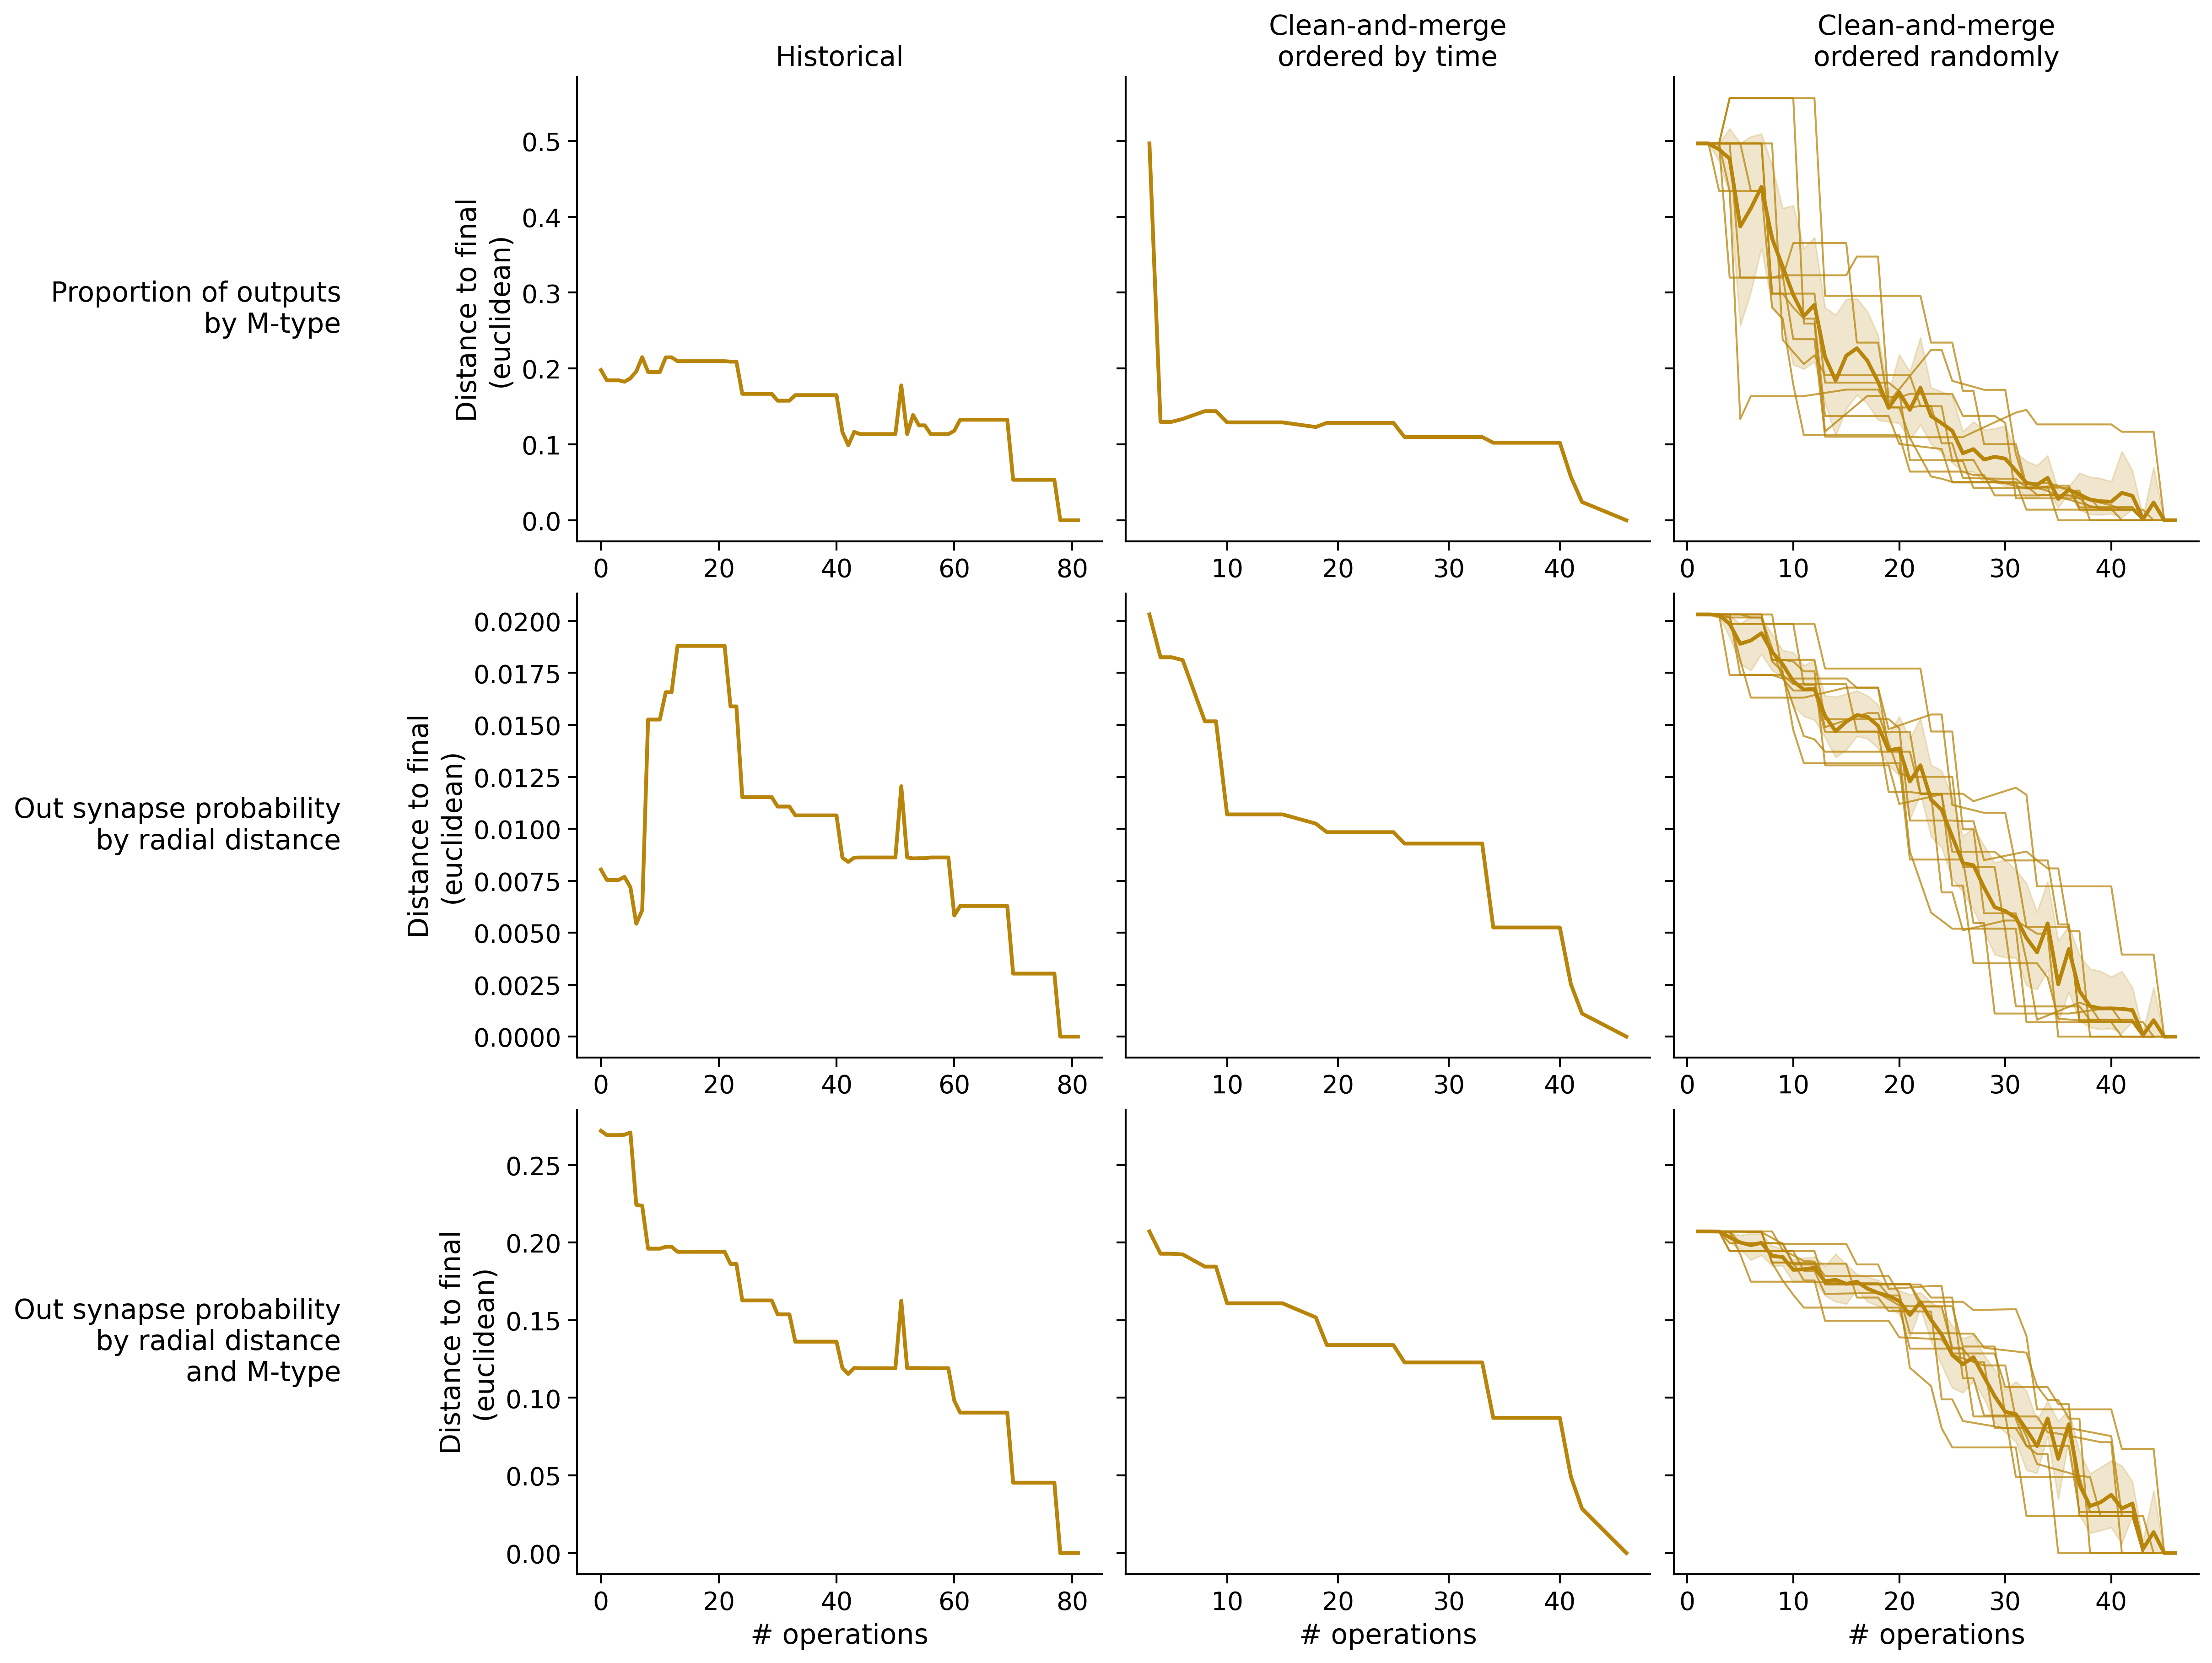 Historical
Clean-and-merge
ordered by time
Clean-and-merge
ordered randomly
Proportion of outputs
by M-type
Distance to final
(euclidean)
0.5
0.4
0.3
0.2
0.1
0.0
0 20 40 60 80
10 20 30 40
0 10 20 30 40
Out synapse probability
by radial distance
Distance to final
(euclidean)
0.0200
0.0175
0.0150
0.0125
0.0100
0.0075
0.0050
0.0025
0.0000
0 20 40 60 80
10 20 30 40
0 10 20 30 40
Out synapse probability
by radial distance
and M-type
Distance to final
(euclidean)
0.25
0.20
0.15
0.10
0.05
0.00
0 20 40 60 80
# operations
10 20 30 40
# operations
0 10 20 30 40
# operations